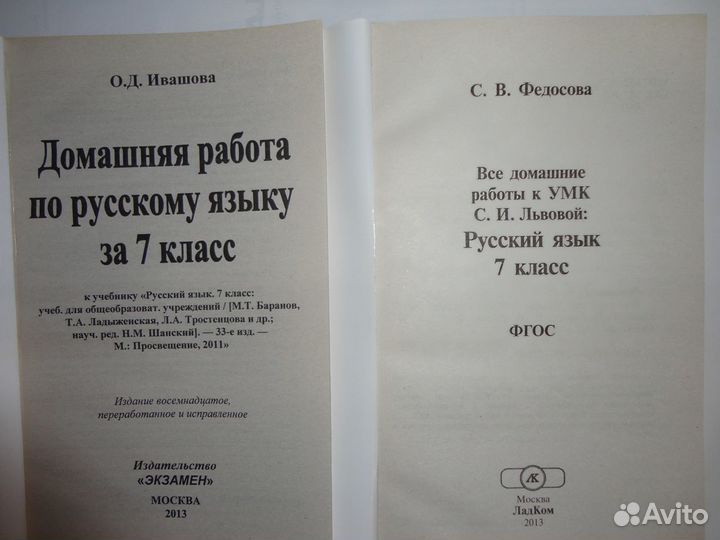 О.Д. Ивашова
Домашняя работа
по русскому языку
за 7 класс
к учебнику «Русский язык. 7 класс:
учеб. для общеобразоват. учреждений / [М.Т. Баранов,
Т.А. Ладыженская, Л.А. Тростенцова и др.;
науч. ред. Н.М. Шанский]. — 33-е изд. —
М.: Просвещение, 2011»
Издание восемнадцатое,
переработанное и исправленное
Издательство
«ЭКЗАМЕН»
МОСКВА
2013
С. В. Федосова
Все домашние
работы к УМК
С. И. Львовой:
Русский язык
7 класс
ФГОС
ЛК
Москва
ЛадКом
2013
Avito